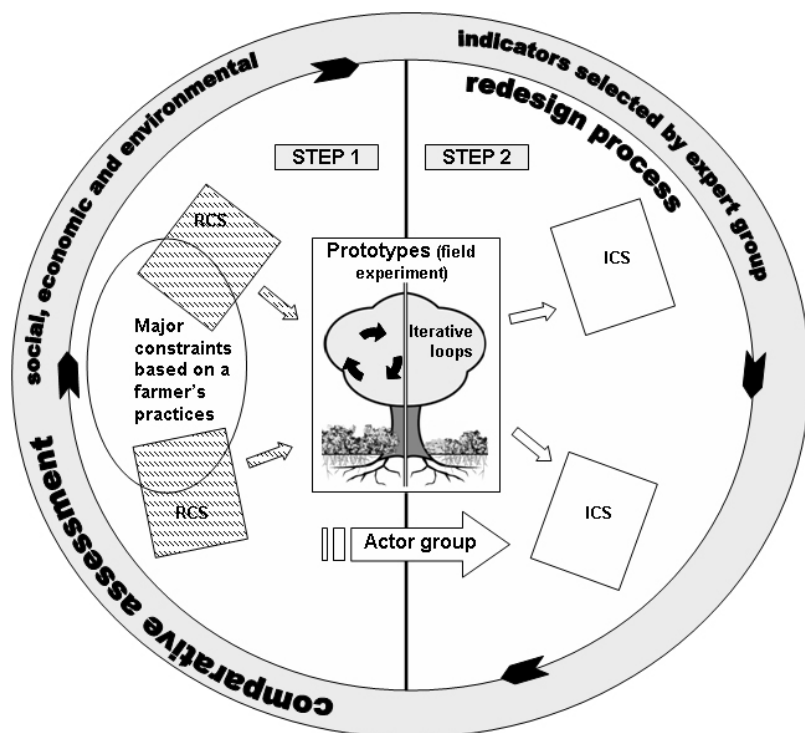 social, economic and environmental
indicators selected by expert group
redesign process
STEP 1
STEP 2
RCS
Prototypes (field
experiment)
ICS
Iterative
loops
Major
constraints
based on a
farmer's
practices
RCS
ICS
Actor group
comparative assessment